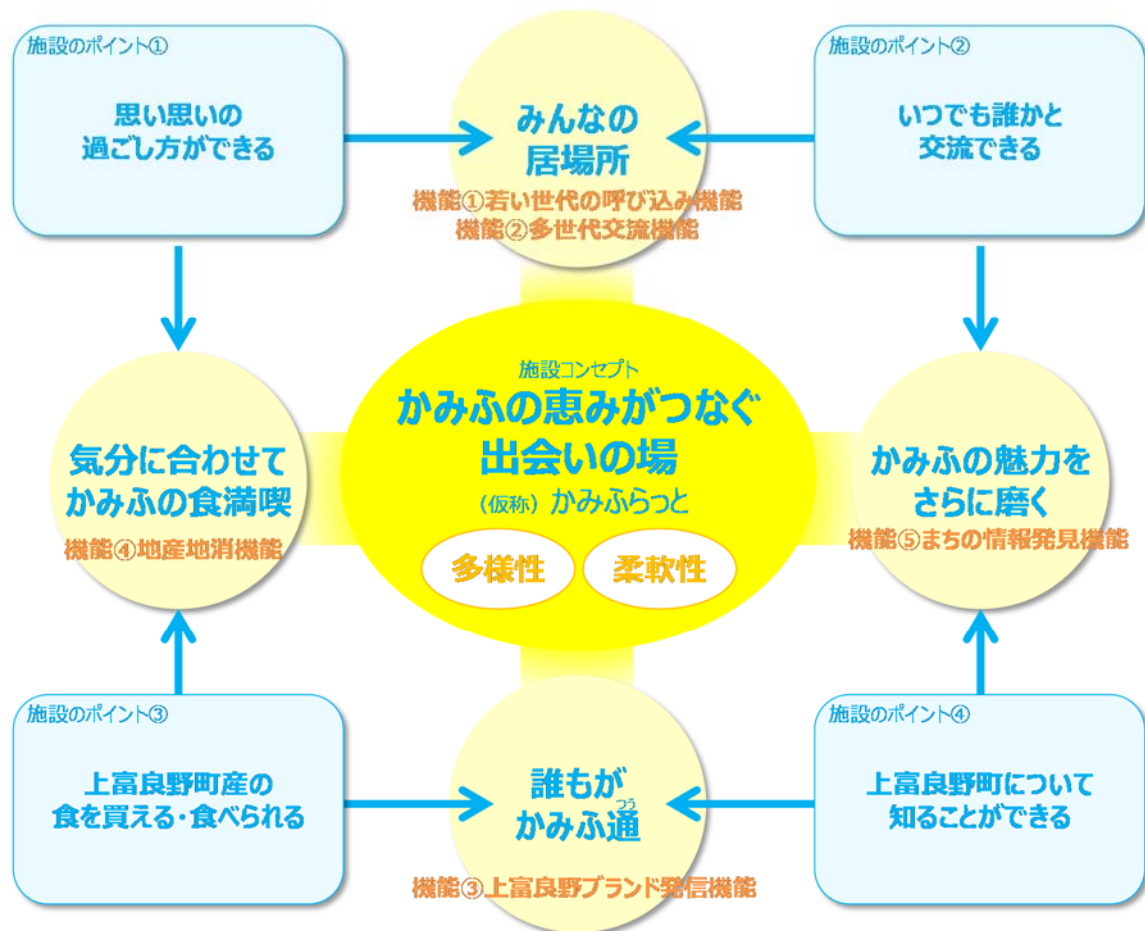 施設のポイント①
思い思いの
過ごし方ができる
みんなの
居場所
機能①若い世代の呼び込み機能
機能②多世代交流機能
施設のポイント②
いつでも誰かと
交流できる
気分に合わせて
かみふの食満喫
機能④地産地消機能
施設コンセプト
かみふの恵みがつなぐ
出会いの場
(仮称) かみふらっと
多様性
柔軟性
かみふの魅力を
さらに磨く
機能⑤まちの情報発見機能
施設のポイント③
上富良野町産の
食を買える・食べられる
誰もが
つう
かみふ通
機能③上富良野ブランド発信機能
施設のポイント④
上富良野町について
知ることができる